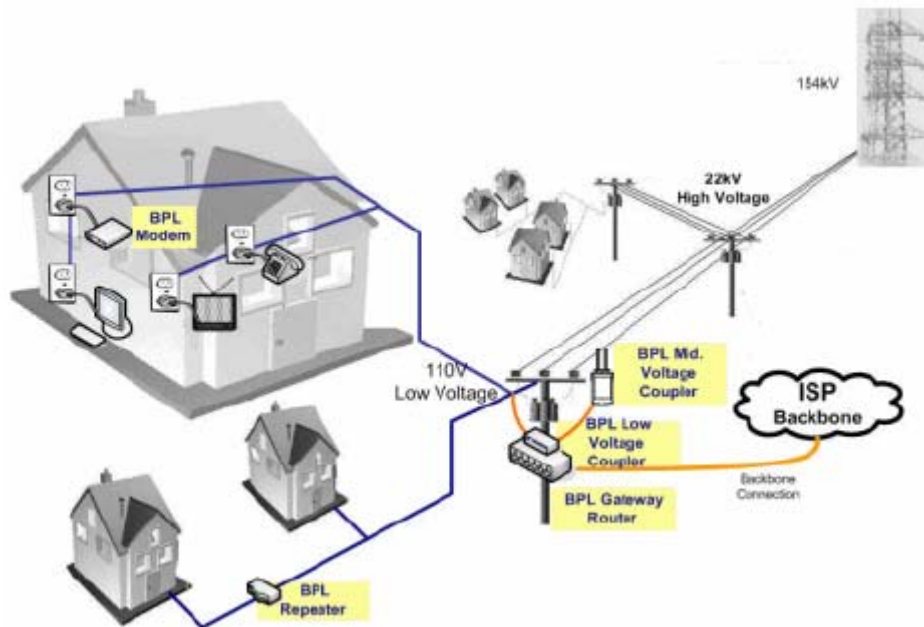 154kV
22kV
High Voltage
BPL
Modem
110V
Low Voltage
BPL Mid.
Voltage
Coupler
ISP
Backbone
BPL Low
Voltage
Coupler
Backbone
Connection
BPL Gateway
Router
BPL
Repeater